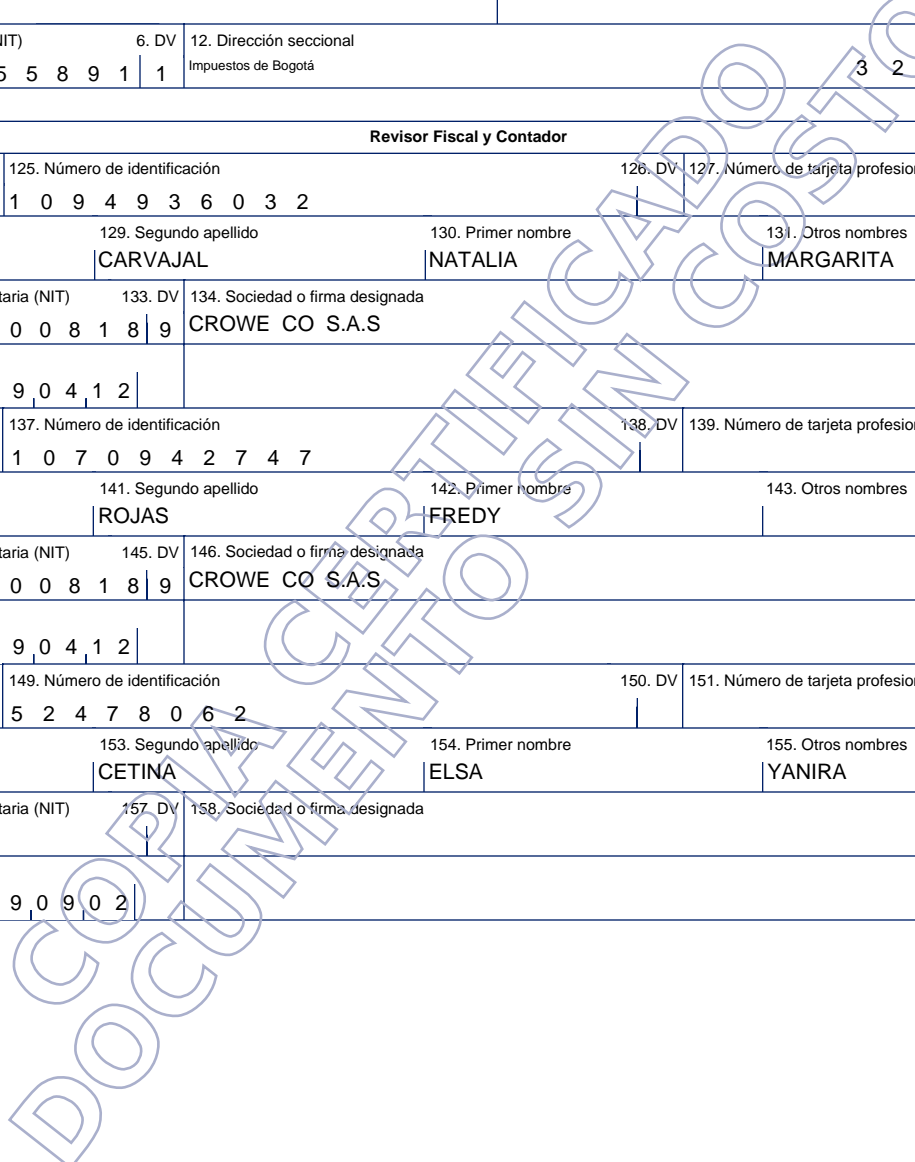 NIT) 6. DV 12. Dirección seccional
5 5 8 9 1 1 Impuestos de Bogotá 3 2
Revisor Fiscal y Contador
125. Número de identificación 126. DV 127. Número de tarjeta profesion
1 0 9 4 9 3 6 0 3 2
129. Segundo apellido 130. Primer nombre 131. Otros nombres
CARVAJAL NATALIA MARGARITA
taria (NIT) 133. DV 134. Sociedad o firma designada
0 0 8 1 8 9 CROWE CO S.A.S
9 0 4 1 2
137. Número de identificación 138. DV 139. Número de tarjeta profesion
1 0 7 0 9 4 2 7 4 7
141. Segundo apellido 142. Primer nombre 143. Otros nombres
ROJAS FREDY
taria (NIT) 145. DV 146. Sociedad o firma designada
0 0 8 1 8 9 CROWE CO S.A.S
9 0 4 1 2
149. Número de identificación 150. DV 151. Número de tarjeta profesion
5 2 4 7 8 0 6 2
153. Segundo apellido 154. Primer nombre 155. Otros nombres
CETINA ELSA YANIRA
taria (NIT) 157. DV 158. Sociedad o firma designada
9 0 9 0 2
COPIA CERTIFICADO
DOCUMENTO SIN COSTO